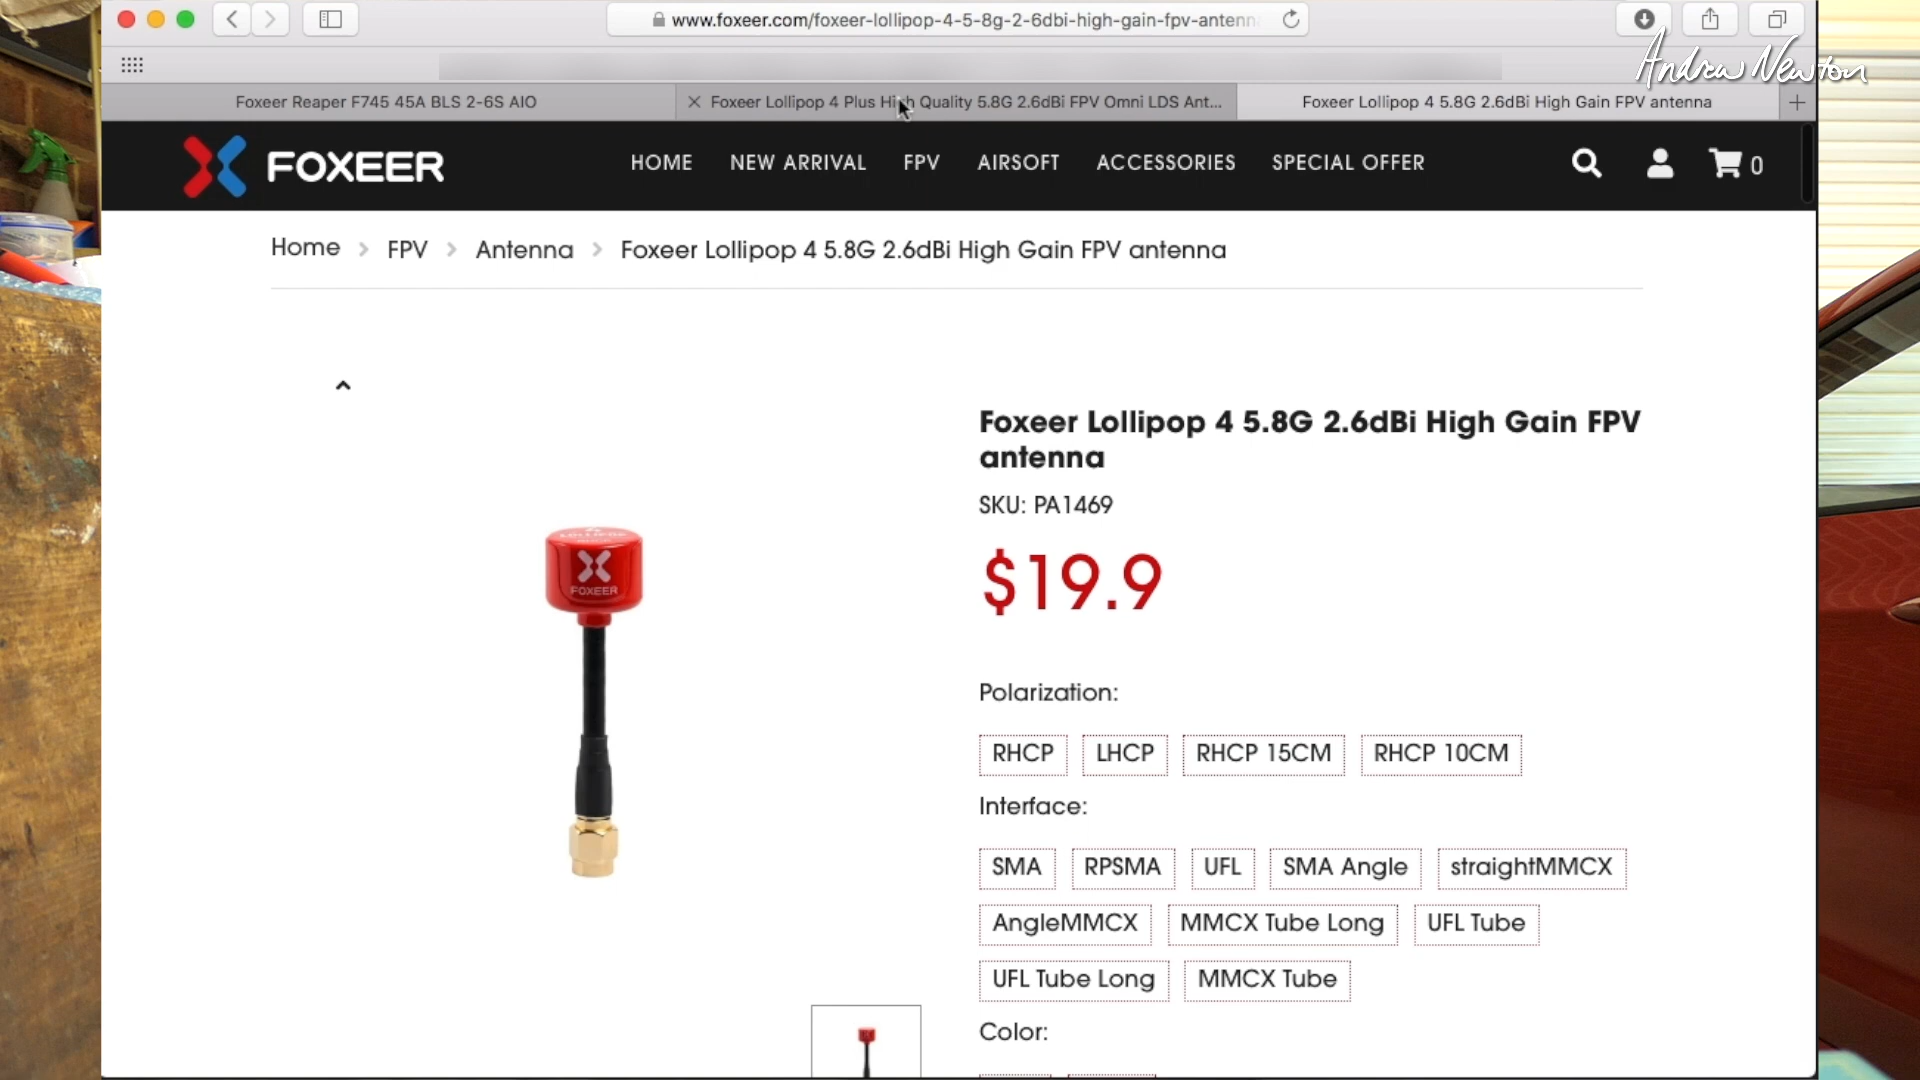 www.foxeer.com/foxeer-lollipop-4-5-8g-2-6dbi-high-gain-fpv-antenn
Andrew Newton
Foxeer Reaper F745 45A BLS 2-6S AIO
Foxeer Lollipop 4 Plus High Quality 5.8G 2.6dBi FPV Omni LDS Ant...
Foxeer Lollipop 4 5.8G 2.6dBi High Gain FPV antenna
FOXEER
HOME NEW ARRIVAL FPV AIRSOFT ACCESSORIES SPECIAL OFFER
0
Home > FPV > Antenna > Foxeer Lollipop 4 5.8G 2.6dBi High Gain FPV antenna
Foxeer Lollipop 4 5.8G 2.6dBi High Gain FPV
antenna
SKU: PA1469
$19.9
FOXEER
Polarization:
RHCP LHCP RHCP 15CM RHCP 10CM
Interface:
SMA RPSMA UFL SMA Angle straightMMCX
AngleMMCX MMCX Tube Long UFL Tube
UFL Tube Long MMCX Tube
Color: